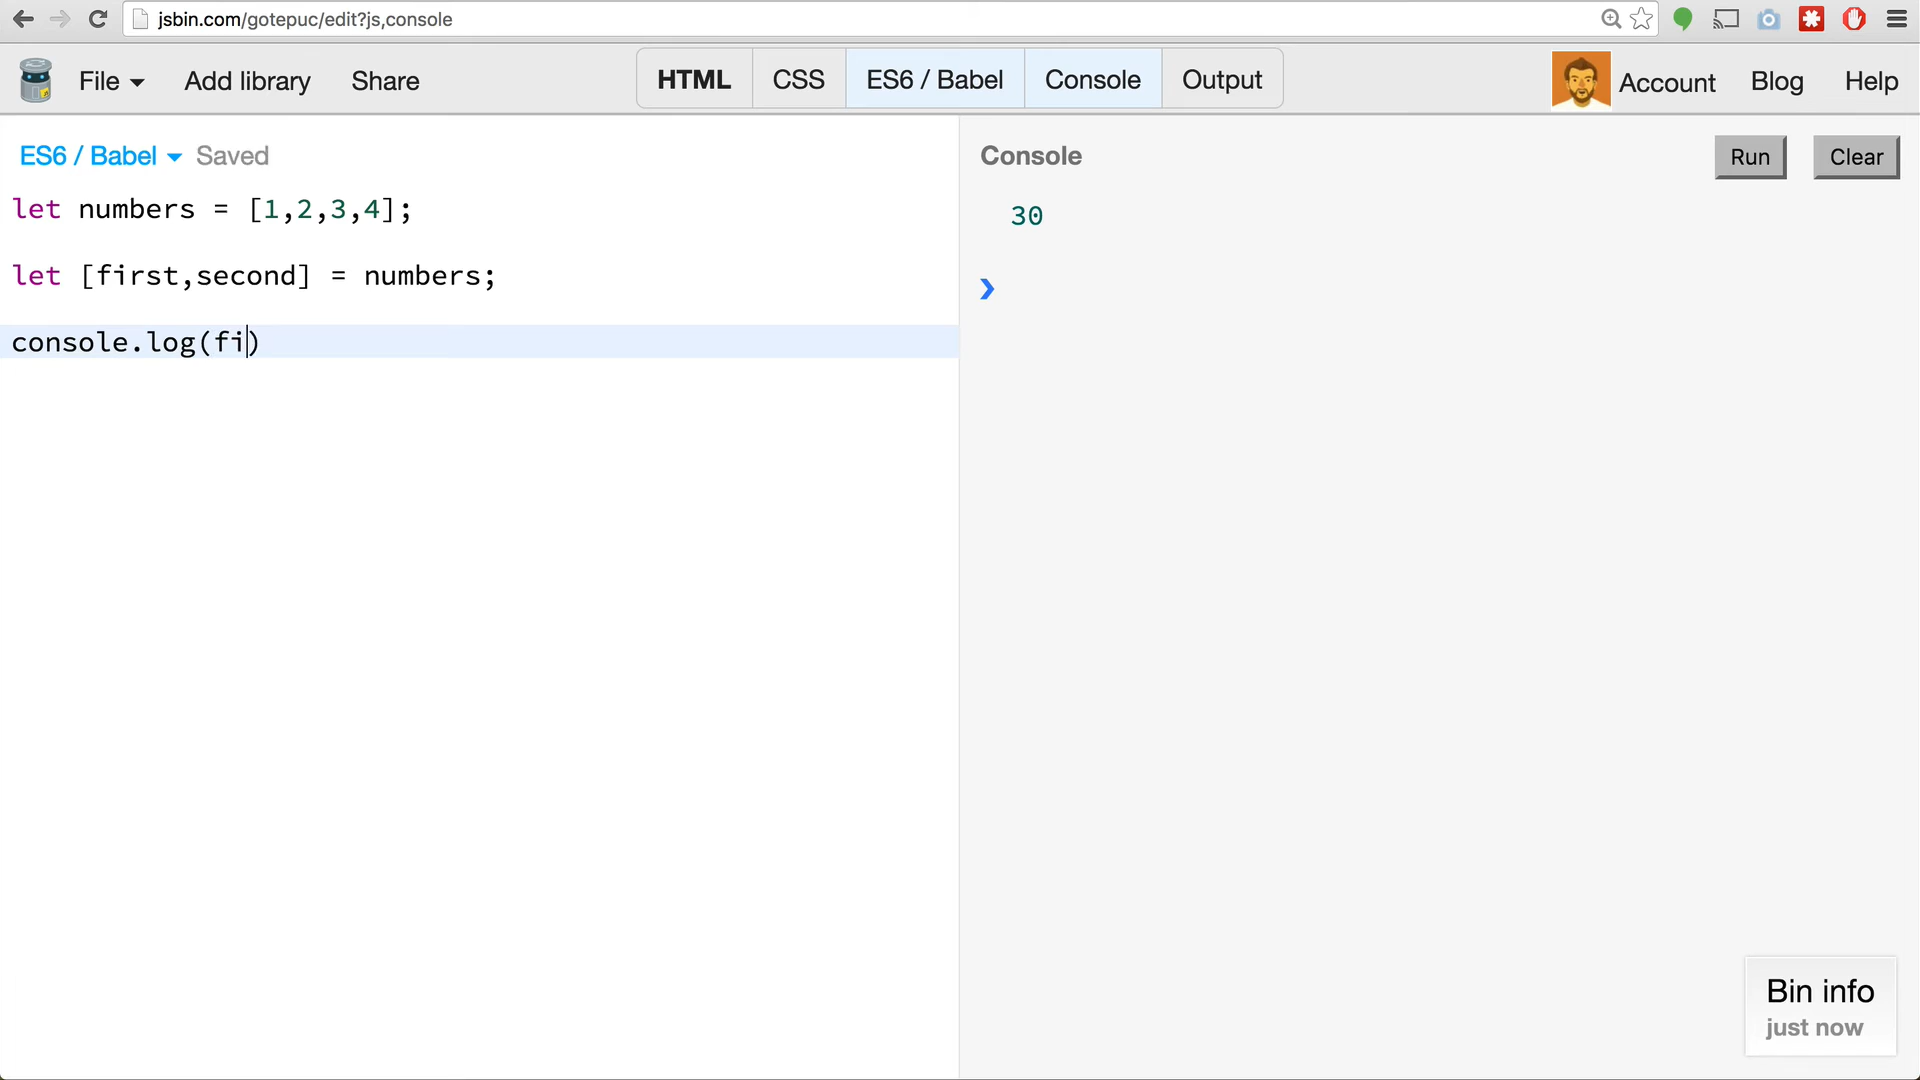 jsbin.com/gotepuc/edit?js,console
File Add library Share HTML CSS ES6 / Babel Console Output Account Blog Help
ES6 / Babel Saved
let numbers = [1,2,3,4];
let [first,second] = numbers;
console.log(fi)
Console Run Clear
30
Bin info
just now